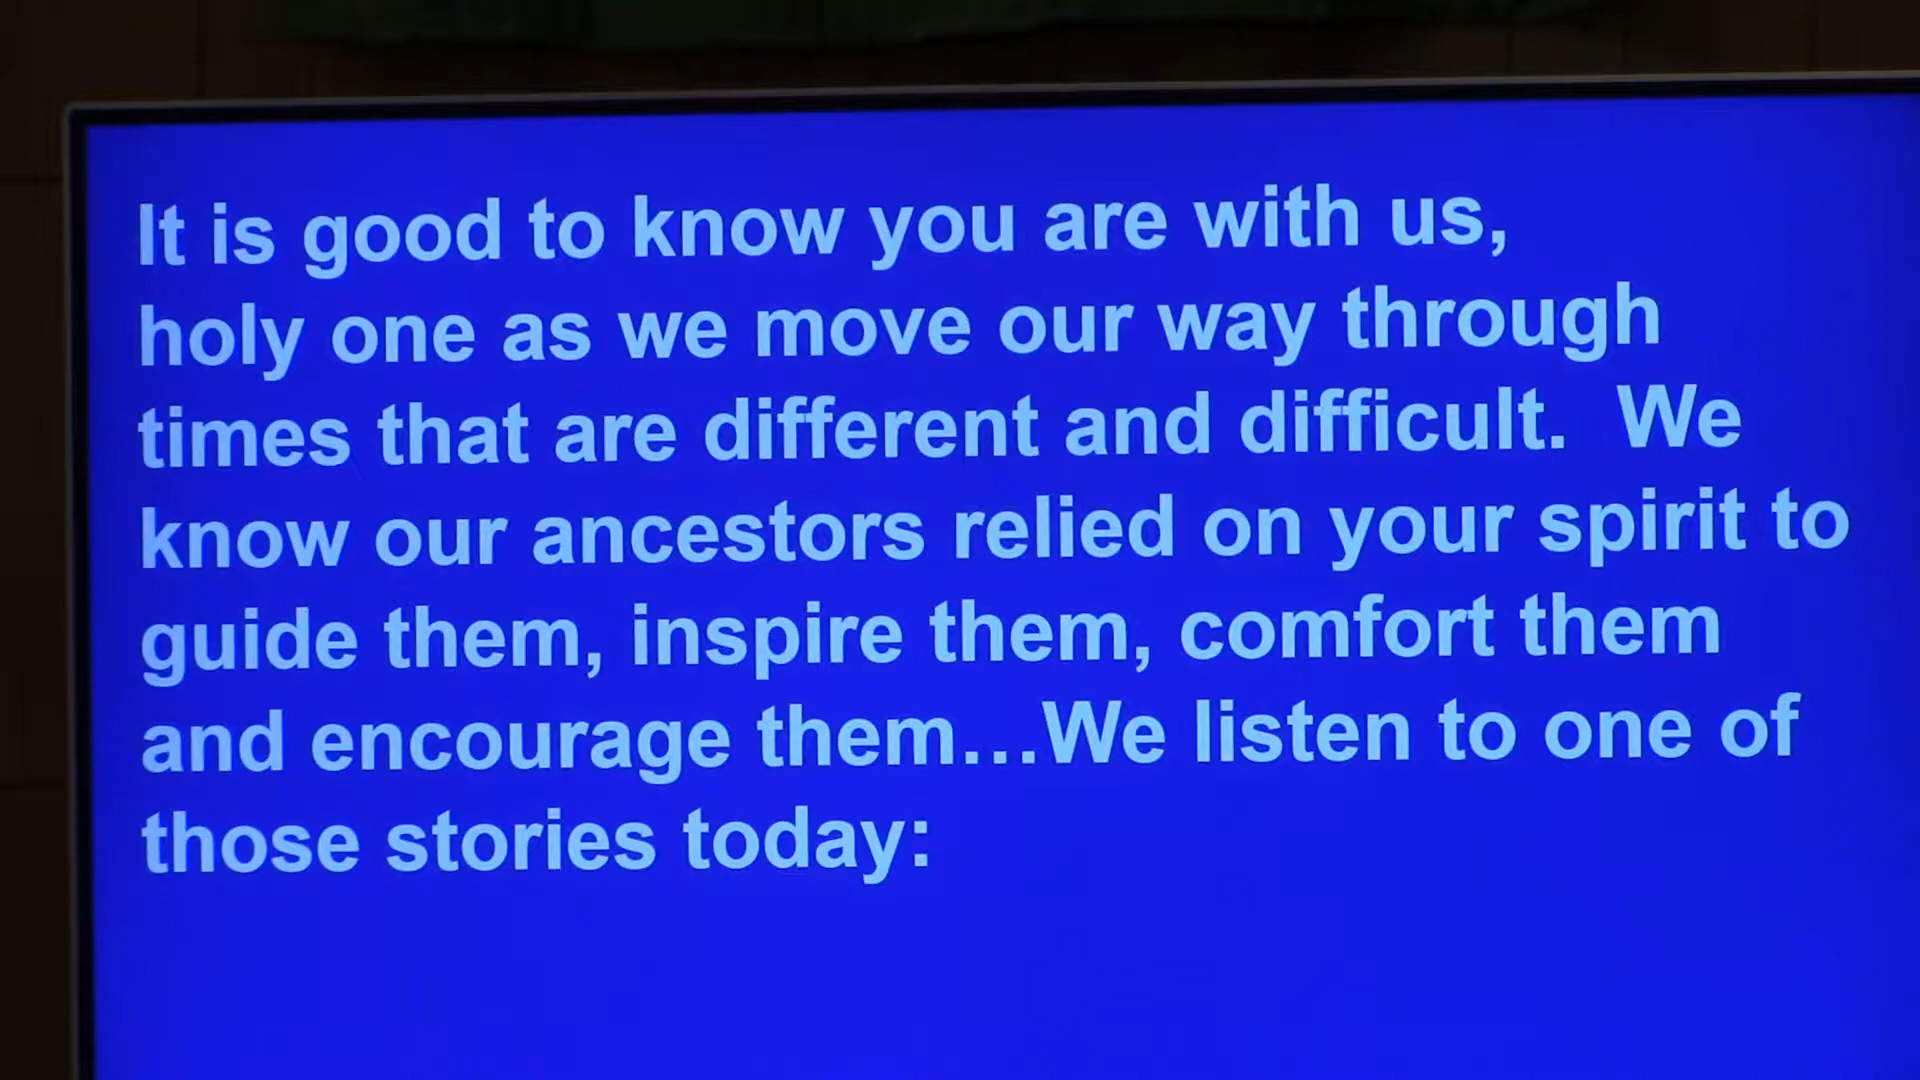 It is good to know you are with us,
holy one as we move our way through
times that are different and difficult.  We
know our ancestors relied on your spirit to
guide them, inspire them, comfort them
and encourage them…We listen to one of
those stories today: